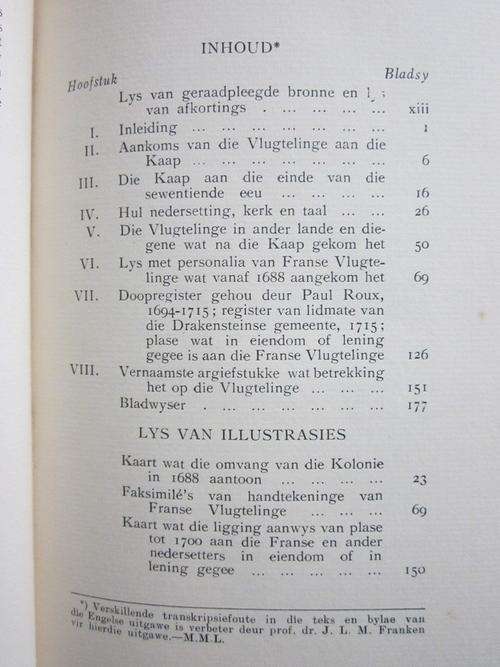 INHOUD*
Hoofstuk Bladsy
Lys van geraadpleegde bronne en
van afkortings . ... ... ... ... xiii
I. Inleiding ... ... ... ... ... ... 1
II. Aankoms van die Vlugtelinge aan die
Kaap ... ... ... ... ... ... 6
III. Die Kaap aan die einde van die
sewentiende eeu ... ... ... ... 16
IV. Hul nedersetting, kerk en taal ... ... 26
V. Die Vlugtelinge in ander lande en die-
gene wat na die Kaap gekom het 50
VI. Lys met personalia van Franse Vlugte-
linge wat vanaf 1688 aangekom het 69
VII. Doopregister gehou deur Paul Roux,
1694-1715; register van lidmate van
die Drakensteinse gemeente, 1715;
plase wat in eiendom of lening
gegee is aan die Franse Vlugtelinge 126
VIII. Vernaamste argiefstukke wat betrekking
het op die Vlugtelinge ... ... ... 151
Bladwyser . ... ... ... ... ... 177
LYS VAN ILLUSTRASIES
Kaart wat die omvang van die Kolonie
in 1688 aantoon ... ... ... ... 23
Faksimilé's van handtekeninge van
Franse Vlugtelinge ... ... ... 69
Kaart wat die ligging aanwys van plase
tot 1700 aan die Franse en ander
nedersetters in eiendom of in
lening gegee ... ... ... ... ... 150
*) Verskillende transkripsiefoute in die teks en bylae van
die Engelse uitgawe is verbeter deur prof. dr. J. L. M. Franken
vir hierdie uitgawe.—M.M.L.